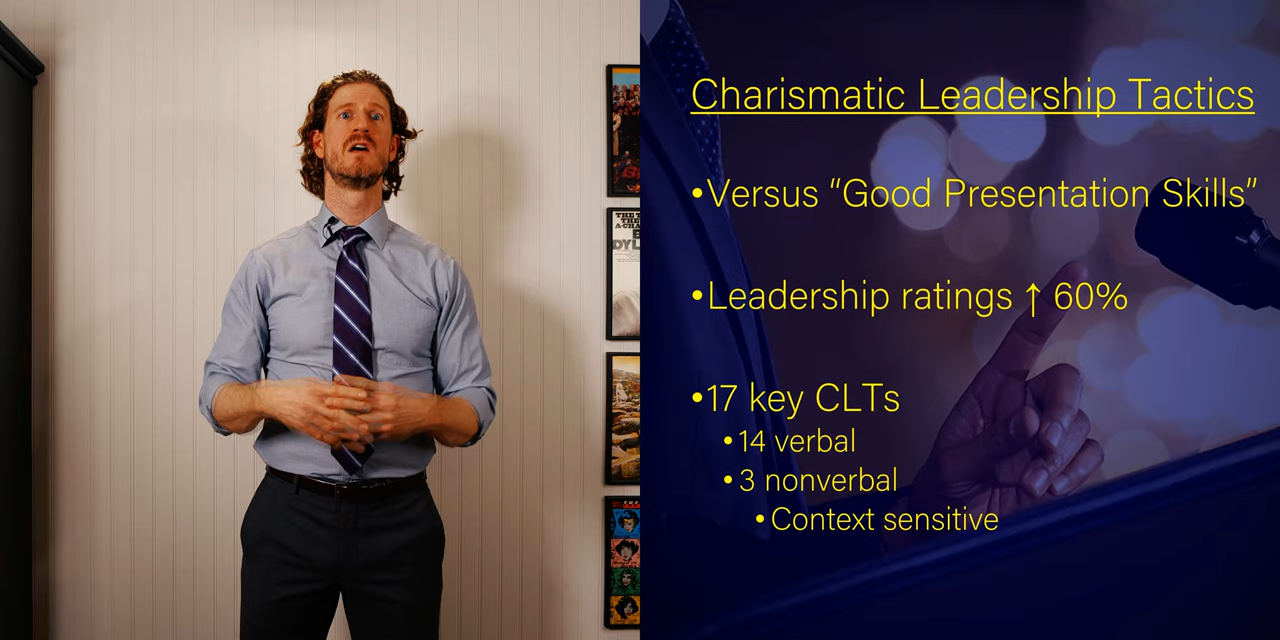 Charismatic Leadership Tactics
•Versus “Good Presentation Skills”
•Leadership ratings ↑ 60%
•17 key CLTs
•14 verbal
•3 nonverbal
•Context sensitive
DYL